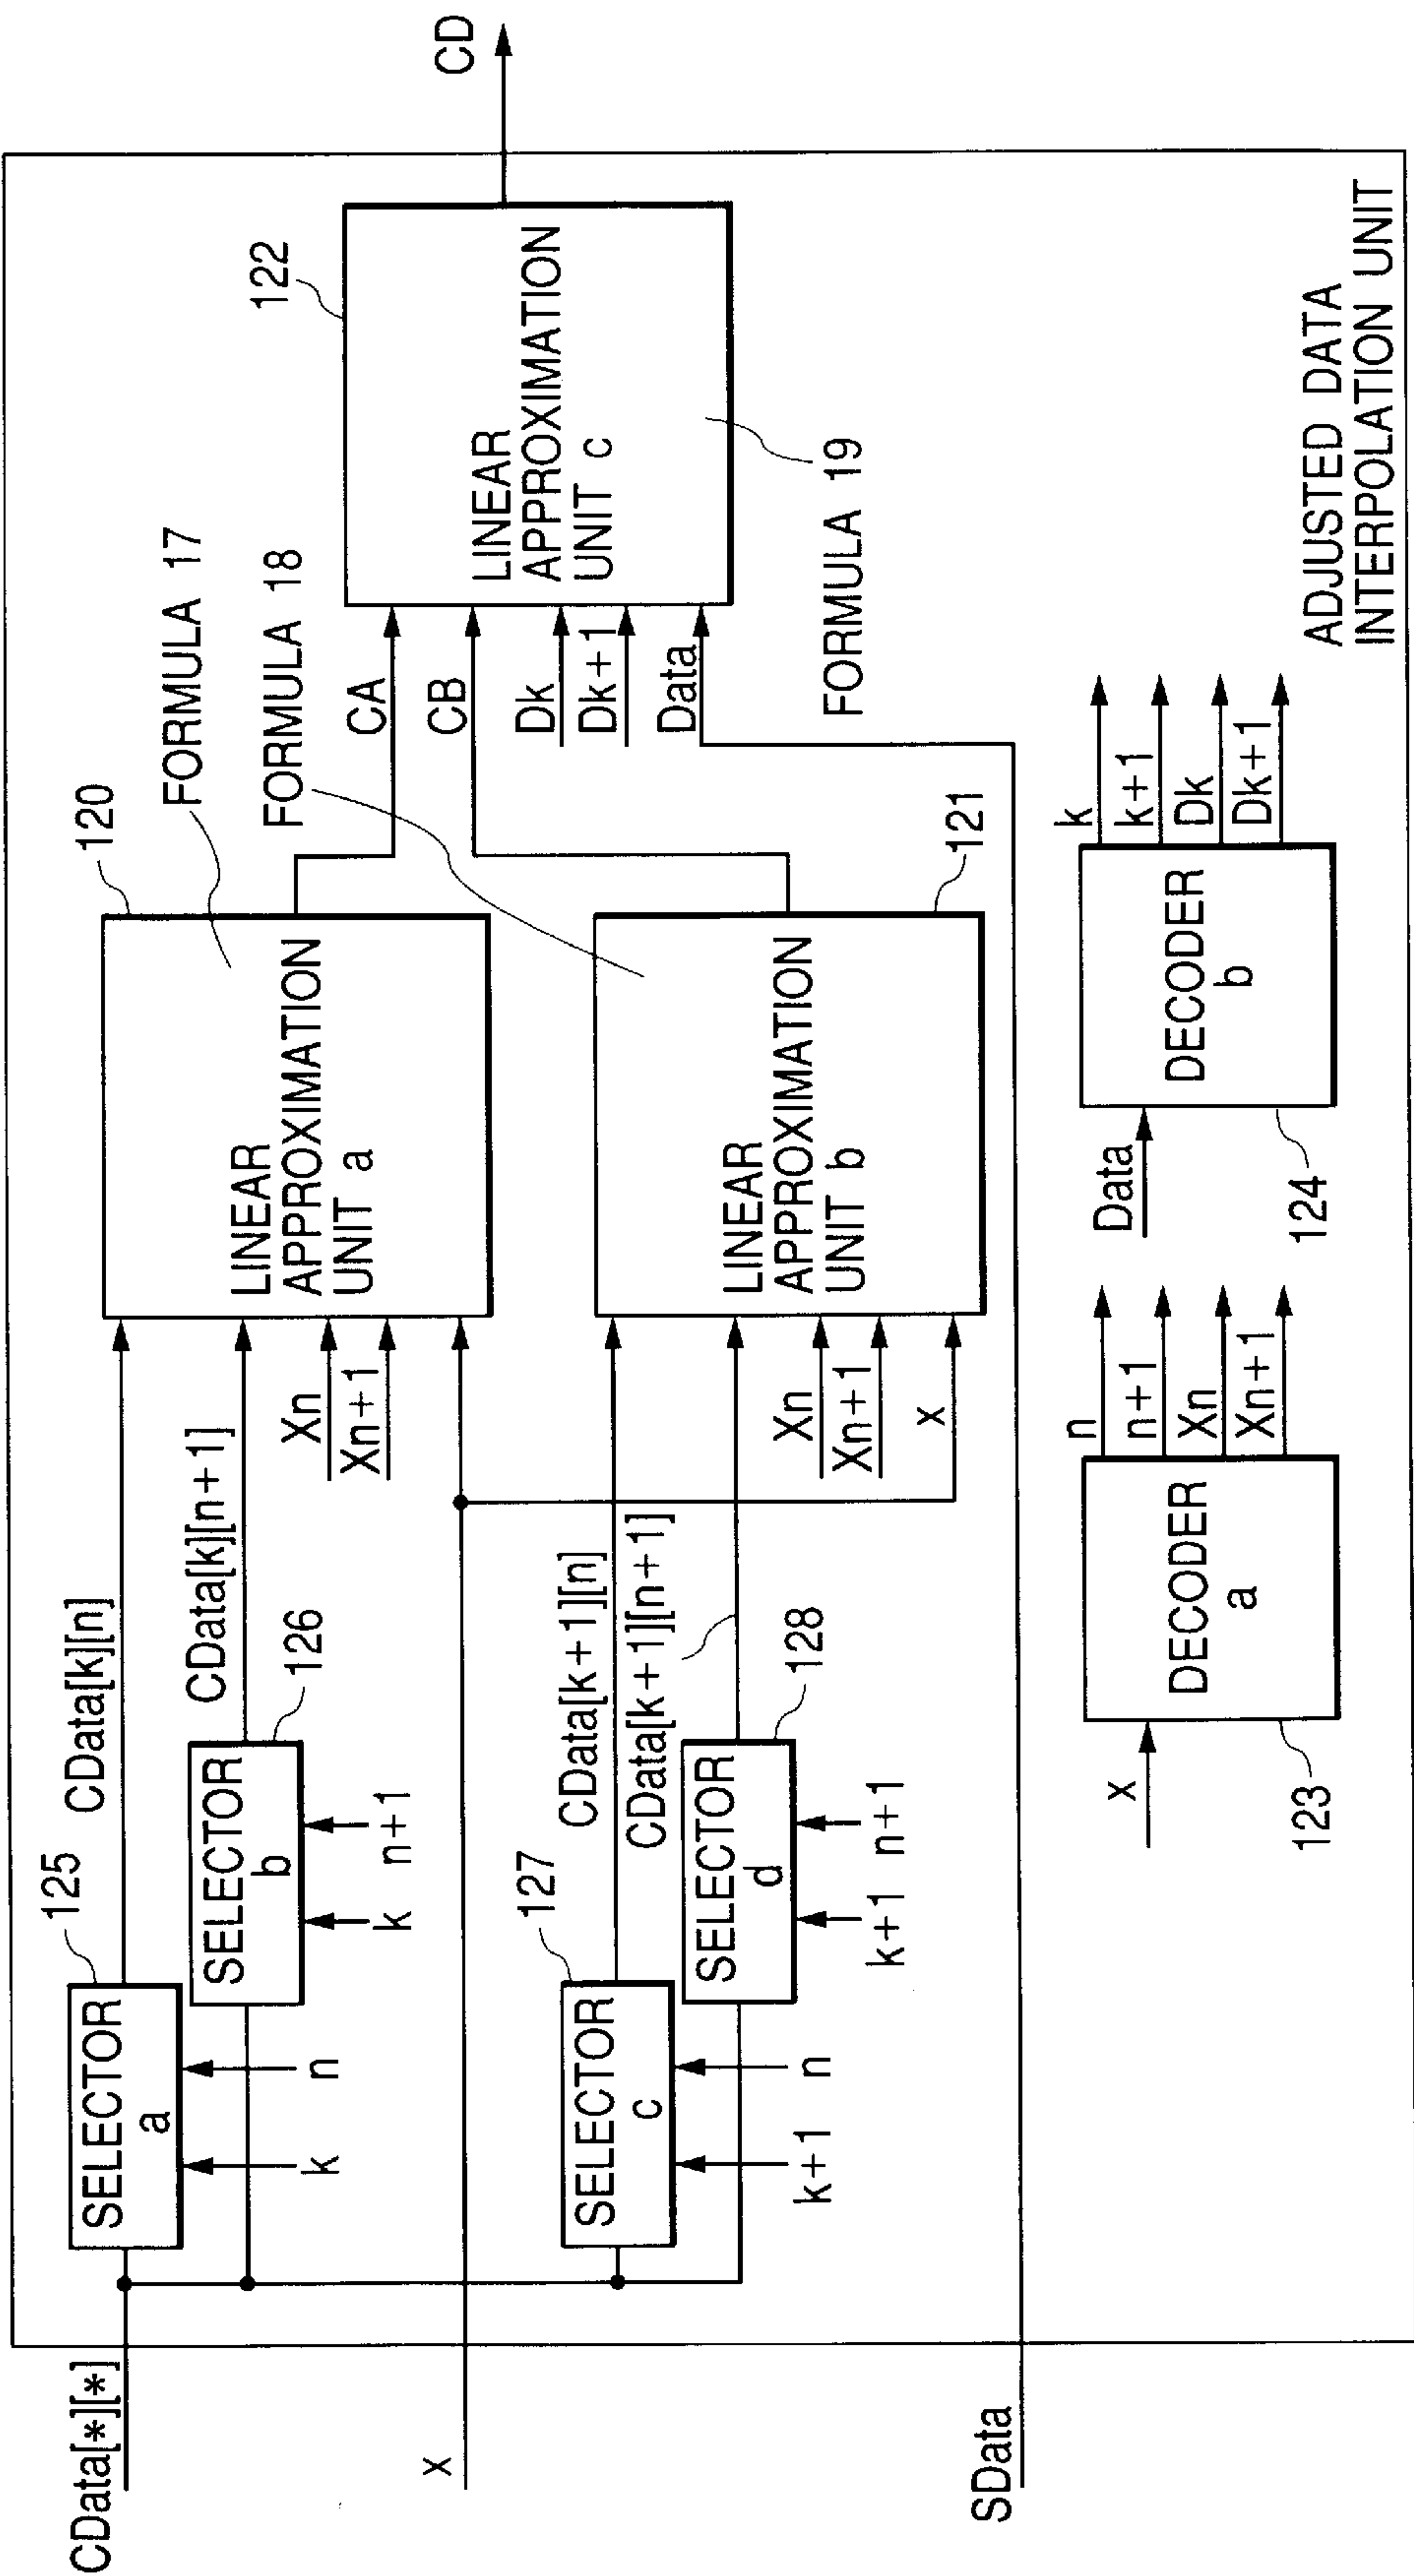 CData[*][*]
x
SData
125
SELECTOR
a
k
n
CData[k][n]
SELECTOR
b
126
k
n+1
CData[k][n+1]
127
SELECTOR
c
k+1
n
CData[k+1][n]
CData[k+1][n+1]
SELECTOR
d
128
k+1
n+1
Xn
Xn+1
120
LINEAR
APPROXIMATION
UNIT a
FORMULA 17
FORMULA 18
Xn
Xn+1
x
LINEAR
APPROXIMATION
UNIT b
121
CA
CB
Dk
Dk+1
Data
122
LINEAR
APPROXIMATION
UNIT c
FORMULA 19
CD
x
123
DECODER
a
n
n+1
Xn
Xn+1
Data
124
DECODER
b
k
k+1
Dk
Dk+1
ADJUSTED DATA
INTERPOLATION UNIT